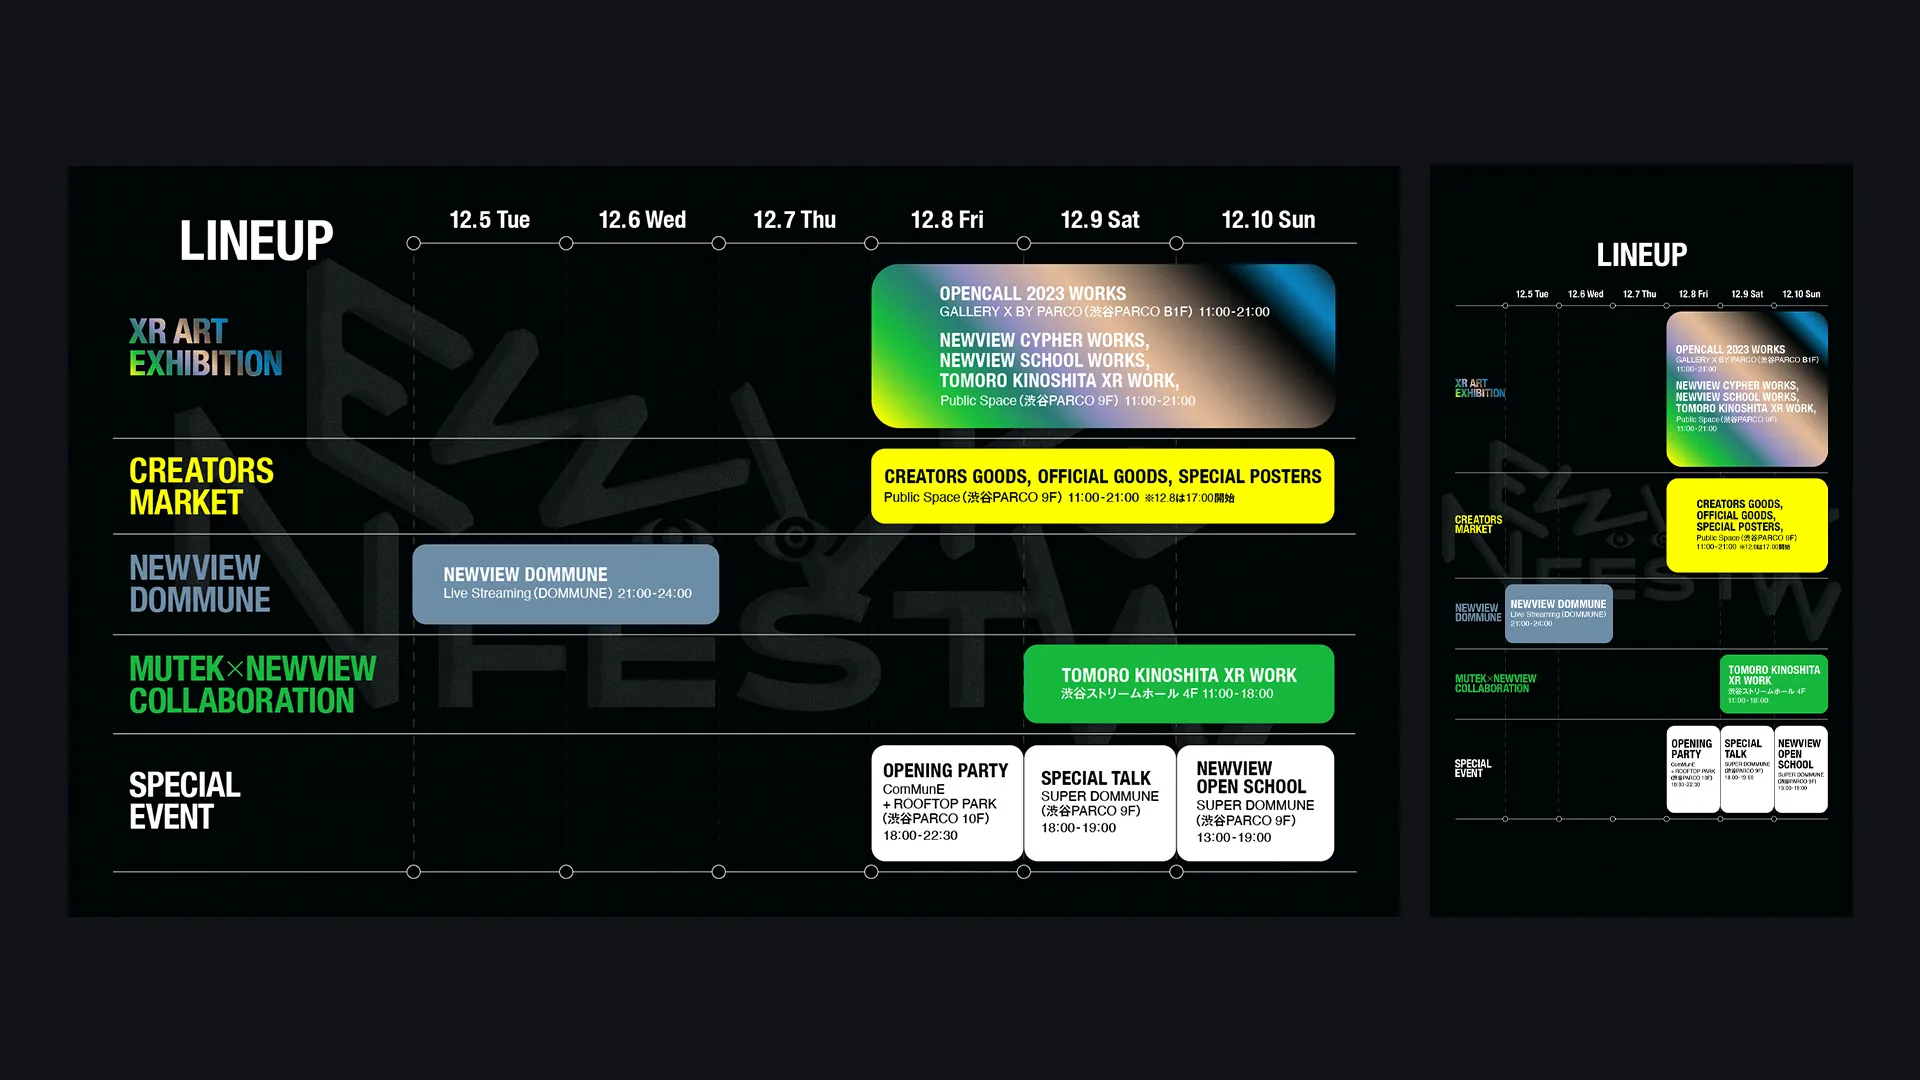 LINEUP
12.5 Tue
12.6 Wed
12.7 Thu
12.8 Fri
12.9 Sat
12.10 Sun
XR ART
EXHIBITION
OPENCALL 2023 WORKS
GALLERY X BY PARCO（渋谷PARCO B1F）11:00-21:00
NEWVIEW CYPHER WORKS,
NEWVIEW SCHOOL WORKS,
TOMORO KINOSHITA XR WORK,
Public Space（渋谷PARCO 9F）11:00-21:00
CREATORS
MARKET
CREATORS GOODS, OFFICIAL GOODS, SPECIAL POSTERS
Public Space（渋谷PARCO 9F）11:00-21:00 ※12.8は17:00開始
NEWVIEW
DOMMUNE
NEWVIEW DOMMUNE
Live Streaming（DOMMUNE）21:00-24:00
MUTEK×NEWVIEW
COLLABORATION
TOMORO KINOSHITA XR WORK
渋谷ストリームホール 4F 11:00-18:00
SPECIAL
EVENT
OPENING PARTY
ComMunE
+ ROOFTOP PARK
（渋谷PARCO 10F）
18:00-22:30
SPECIAL TALK
SUPER DOMMUNE
（渋谷PARCO 9F）
18:00-19:00
NEWVIEW
OPEN SCHOOL
SUPER DOMMUNE
（渋谷PARCO 9F）
13:00-19:00
NEWVIEW
FEST
LINEUP
12.5 Tue
12.6 Wed
12.7 Thu
12.8 Fri
12.9 Sat
12.10 Sun
XR ART
EXHIBITION
OPENCALL 2023 WORKS
GALLERY X BY PARCO（渋谷PARCO B1F）
11:00-21:00
NEWVIEW CYPHER WORKS,
NEWVIEW SCHOOL WORKS,
TOMORO KINOSHITA XR WORK,
Public Space（渋谷PARCO 9F）
11:00-21:00
CREATORS
MARKET
CREATORS GOODS,
OFFICIAL GOODS,
SPECIAL POSTERS,
Public Space（渋谷PARCO 9F）
11:00-21:00 ※12.8は17:00開始
NEWVIEW
DOMMUNE
NEWVIEW DOMMUNE
Live Streaming（DOMMUNE）
21:00-24:00
MUTEK×NEWVIEW
COLLABORATION
TOMORO KINOSHITA
XR WORK
渋谷ストリームホール 4F
11:00-18:00
SPECIAL
EVENT
OPENING
PARTY
ComMunE
+ ROOFTOP PARK
（渋谷PARCO 10F）
18:00-22:30
SPECIAL
TALK
SUPER DOMMUNE
（渋谷PARCO 9F）
18:00-19:00
NEWVIEW
OPEN
SCHOOL
SUPER DOMMUNE
（渋谷PARCO 9F）
13:00-19:00